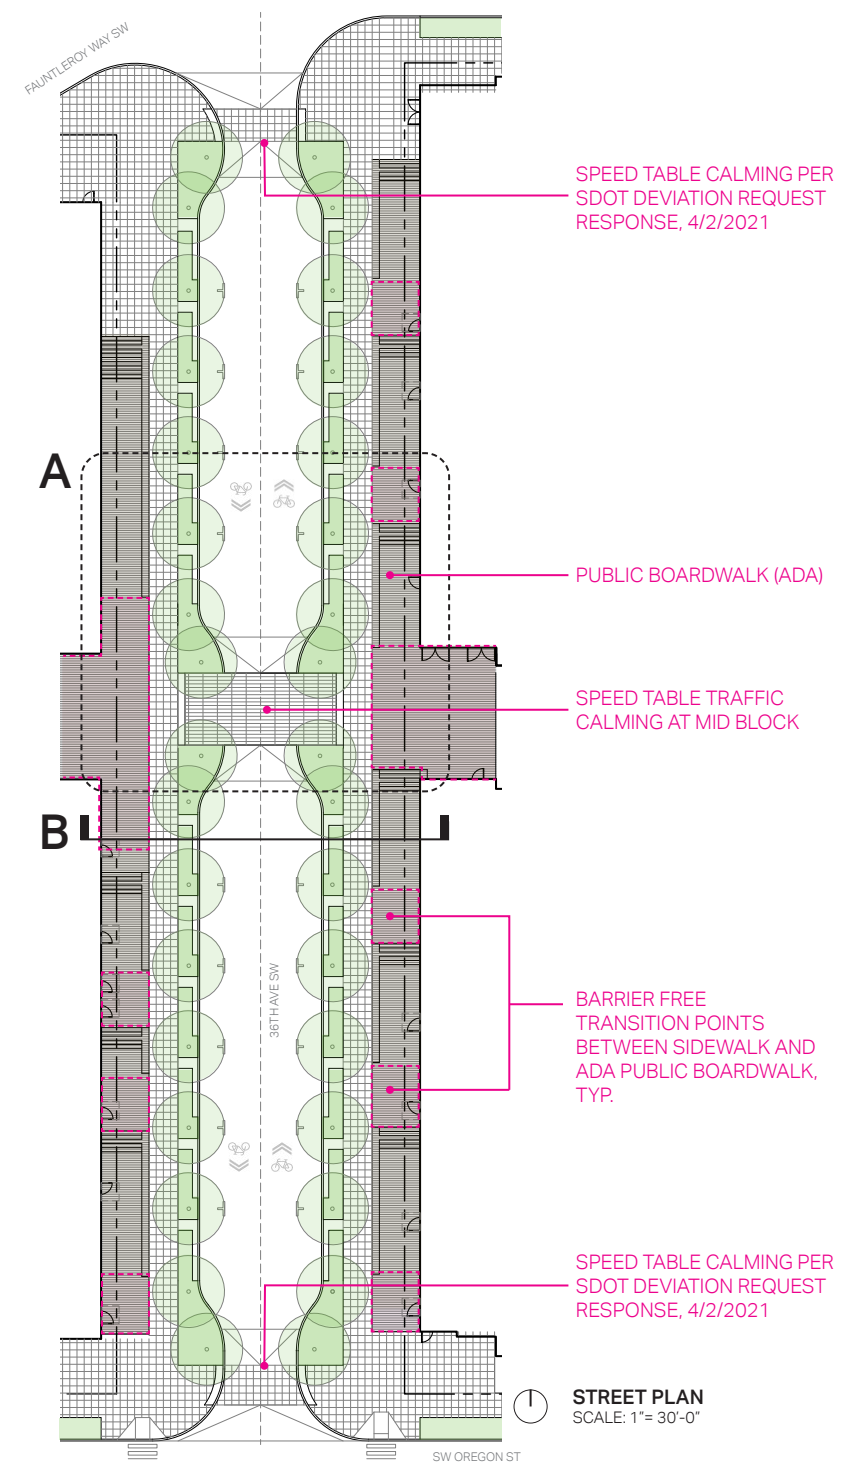 FAUNTLEROY WAY SW
SPEED TABLE CALMING PER
SDOT DEVIATION REQUEST
RESPONSE, 4/2/2021
A
PUBLIC BOARDWALK (ADA)
SPEED TABLE TRAFFIC
CALMING AT MID BLOCK
B
36TH AVE SW
BARRIER FREE
TRANSITION POINTS
BETWEEN SIDEWALK AND
ADA PUBLIC BOARDWALK,
TYP.
SPEED TABLE CALMING PER
SDOT DEVIATION REQUEST
RESPONSE, 4/2/2021
STREET PLAN
SCALE: 1"= 30'-0"
SW OREGON ST